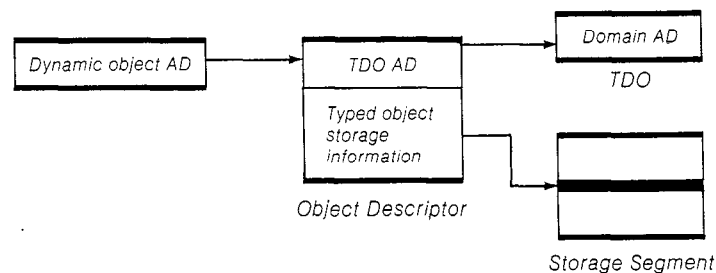 Dynamic object AD
TDO AD
Typed object
storage
information
Object Descriptor
Domain AD
TDO
Storage Segment